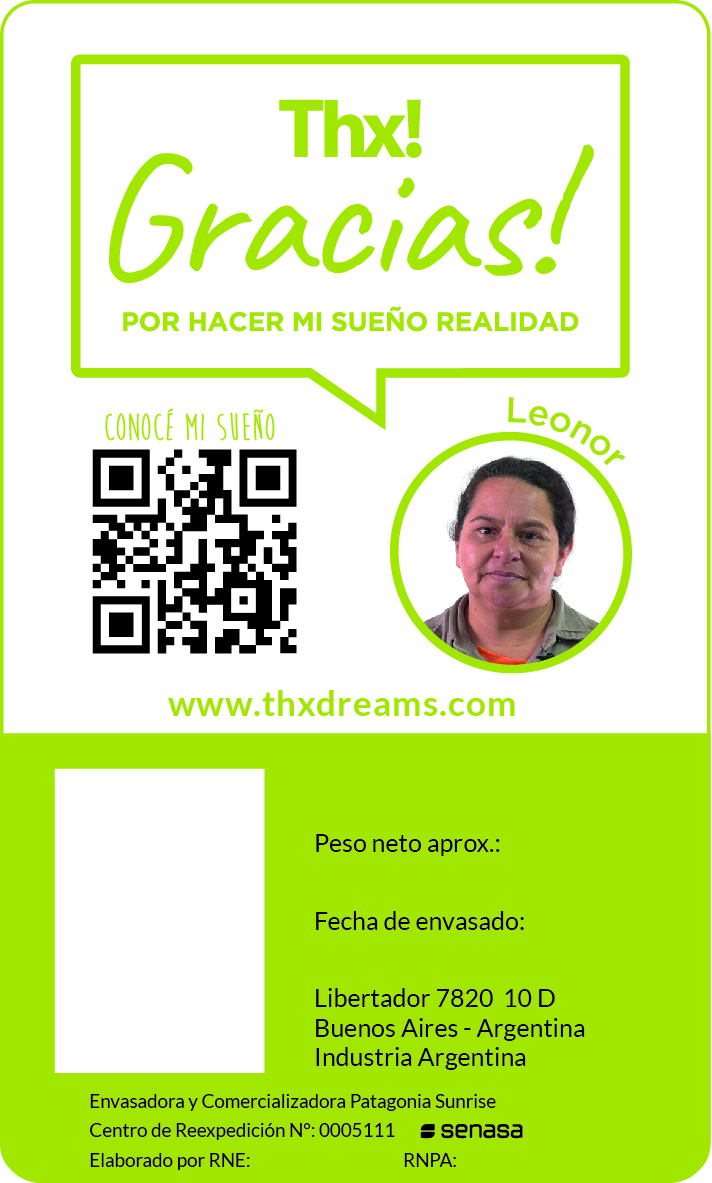 Thx!
Gracias!
POR HACER MI SUEÑO REALIDAD
CONOCÉ MI SUEÑO
Leonor
www.thxdreams.com
Peso neto aprox.:
Fecha de envasado:
Libertador 7820 10 D
Buenos Aires - Argentina
Industria Argentina
Envasadora y Comercializadora Patagonia Sunrise
Centro de Reexpedición Nº: 0005111 senasa
Elaborado por RNE: RNPA: